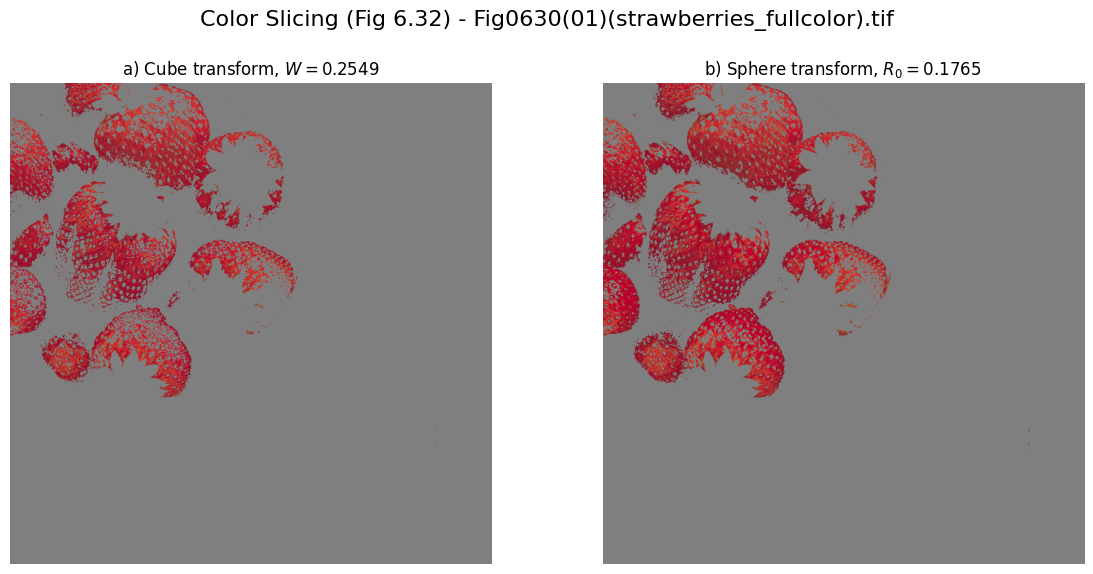 Color Slicing (Fig 6.32) - Fig0630(01)(strawberries_fullcolor).tif
a) Cube transform, W = 0.2549
b) Sphere transform, R₀ = 0.1765